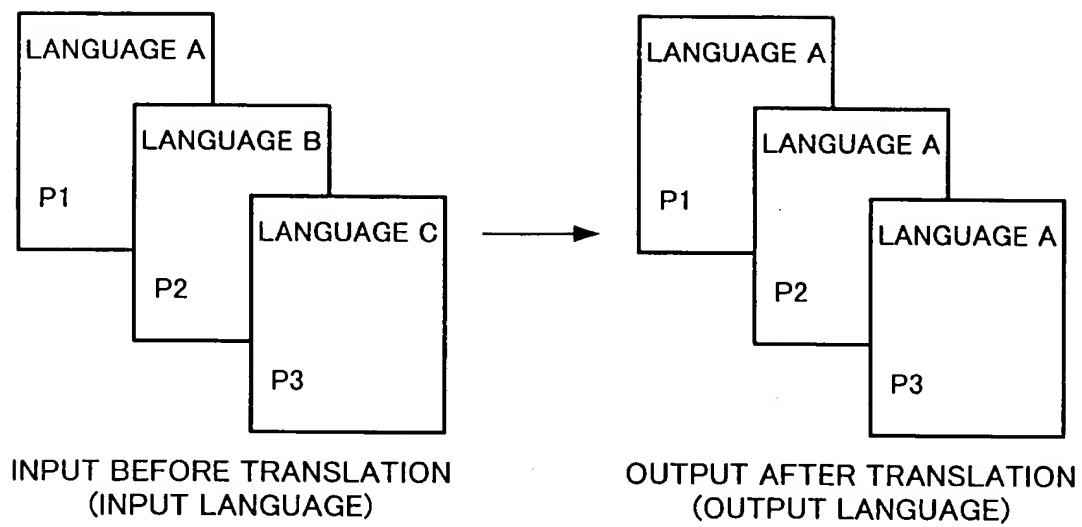 LANGUAGE A
LANGUAGE B
P1
LANGUAGE C
P2
P3
INPUT BEFORE TRANSLATION
(INPUT LANGUAGE)
LANGUAGE A
LANGUAGE A
P1
LANGUAGE A
P2
P3
OUTPUT AFTER TRANSLATION
(OUTPUT LANGUAGE)